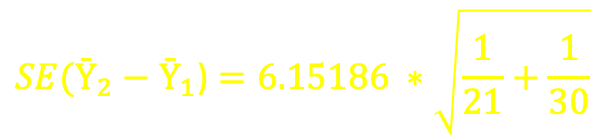 SE(Ȳ₂ − Ȳ₁) = 6.15186 * √(1/21 + 1/30)